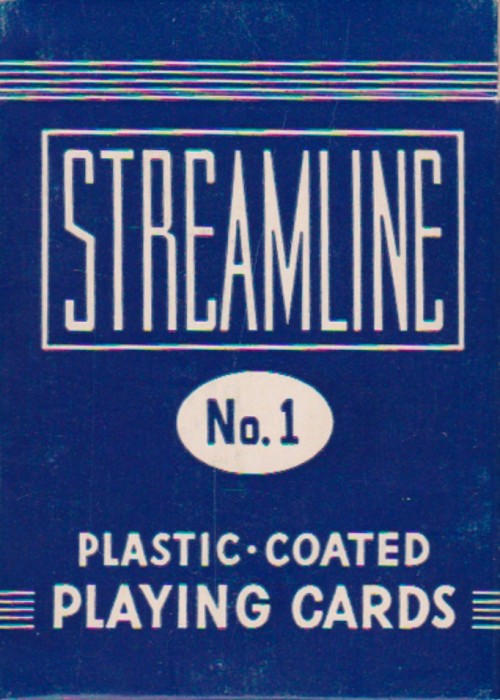 STREAMLINE
No. 1
PLASTIC·COATED
PLAYING CARDS